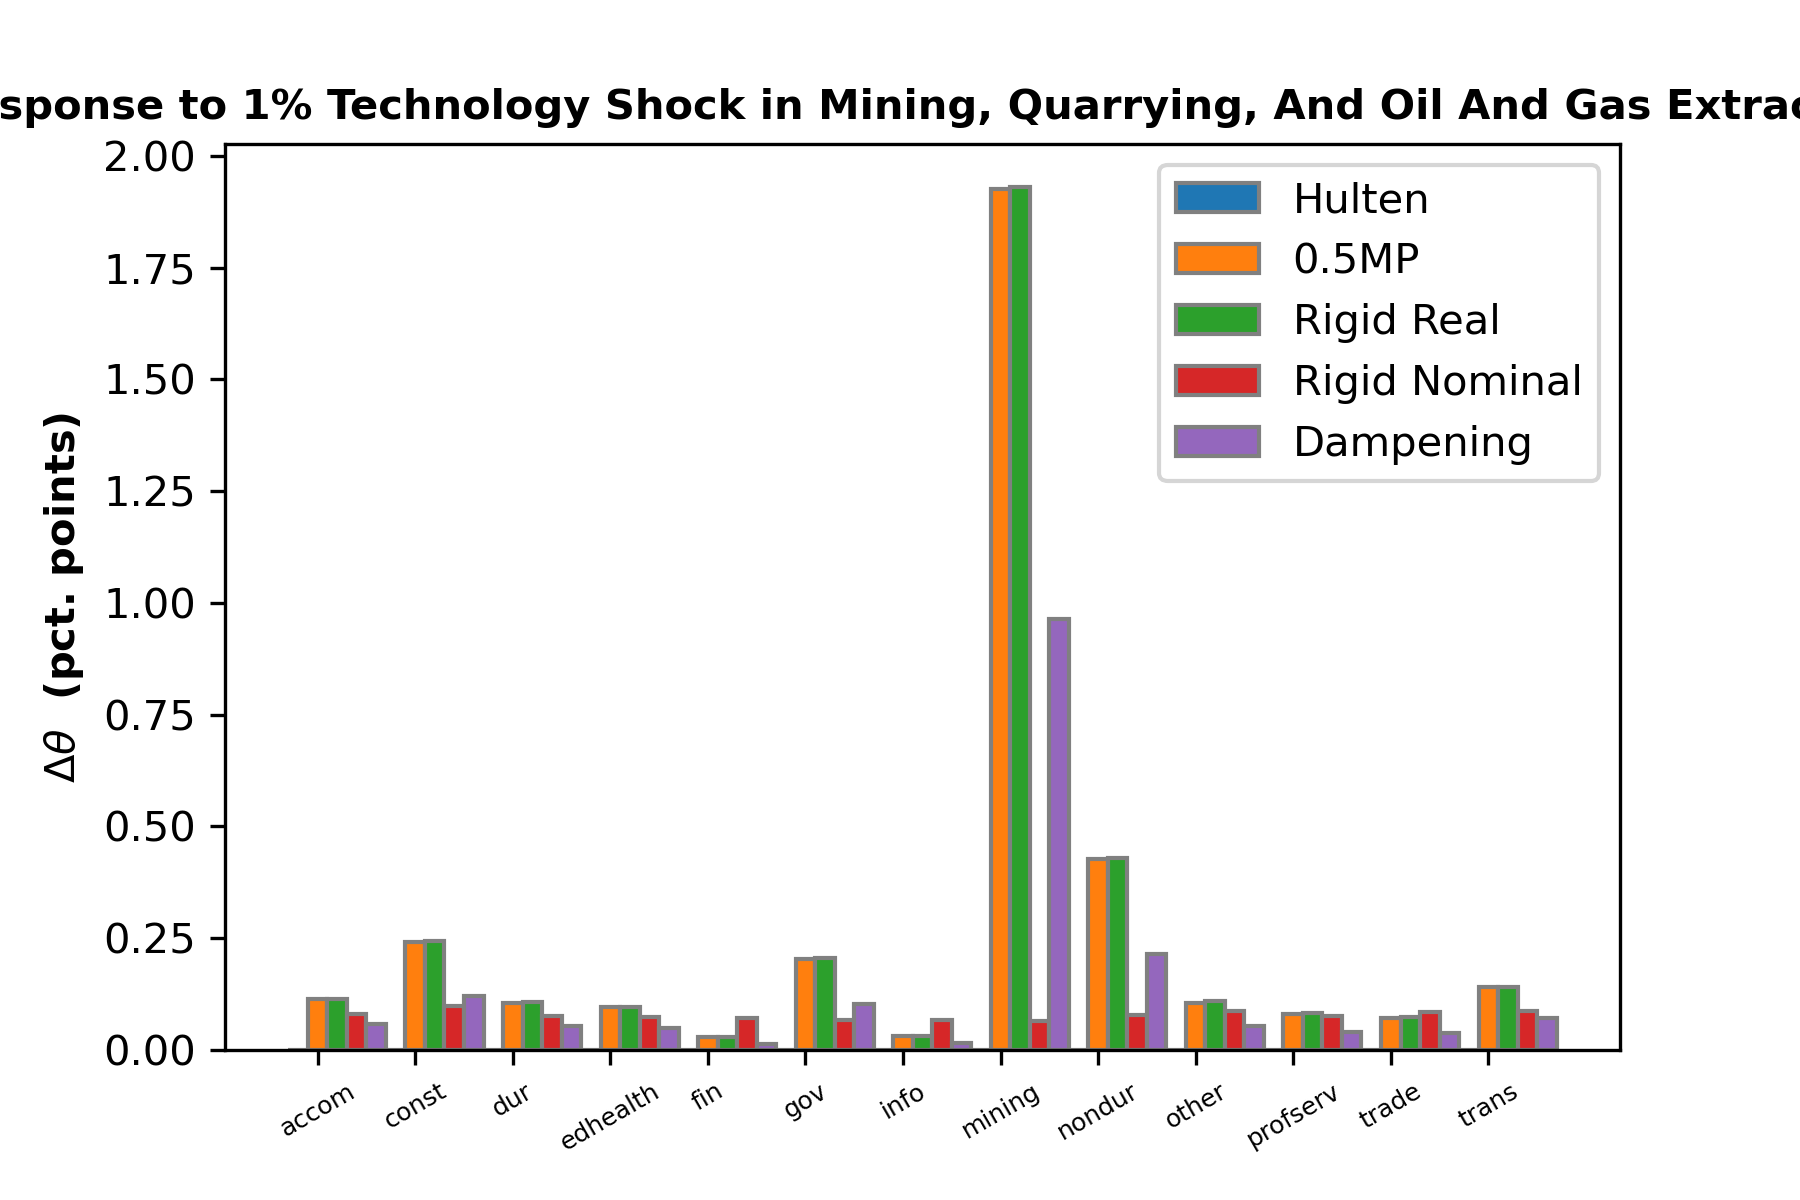 sponse to 1% Technology Shock in Mining, Quarrying, And Oil And Gas Extrac
Δθ (pct. points)
2.00
1.75
1.50
1.25
1.00
0.75
0.50
0.25
0.00
Hulten
0.5MP
Rigid Real
Rigid Nominal
Dampening
accom
const
dur
edhealth
fin
gov
info
mining
nondur
other
profserv
trade
trans